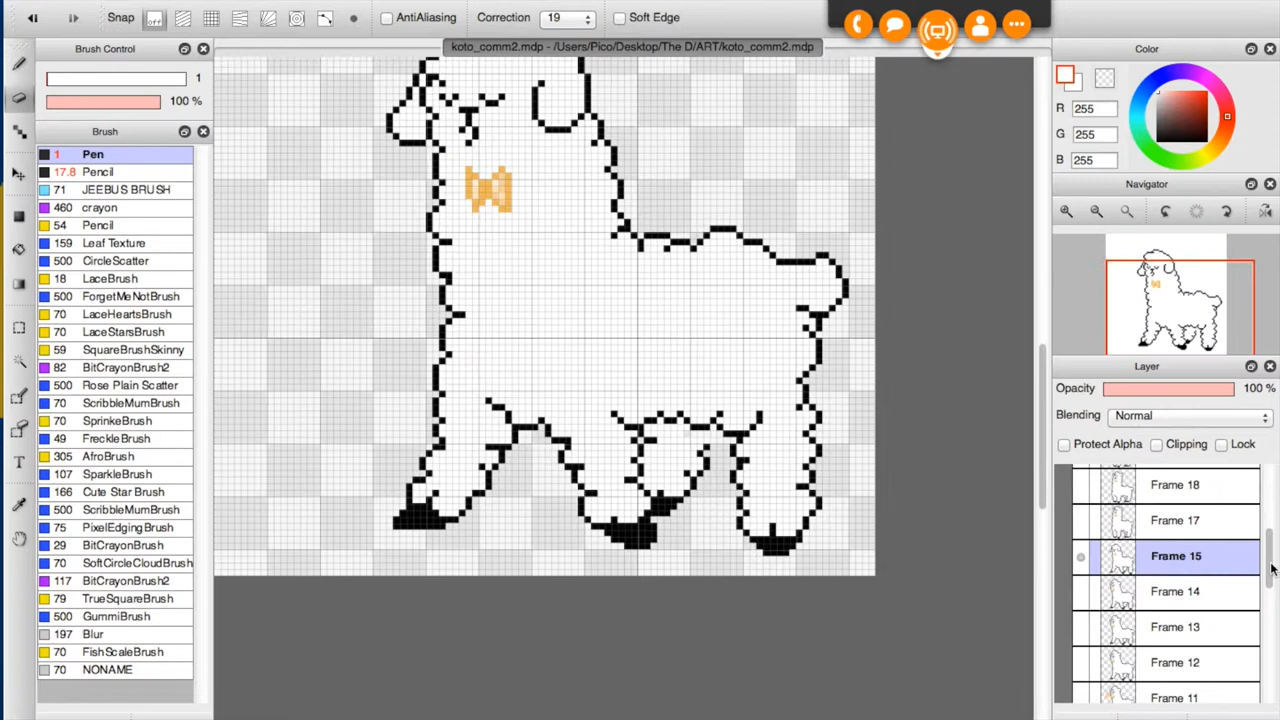 Snap
AntiAliasing
Correction
19
Soft Edge
koto_comm2.mdp - /Users/Pico/Desktop/The D/ART/koto_comm2.mdp
Brush Control
1
100 %
Brush
1 Pen
17.8 Pencil
71 JEEBUS BRUSH
460 crayon
54 Pencil
159 Leaf Texture
500 CircleScatter
18 LaceBrush
500 ForgetMeNotBrush
70 LaceHeartsBrush
70 LaceStarsBrush
59 SquareBrushSkinny
82 BitCrayonBrush2
500 Rose Plain Scatter
70 ScribbleMumBrush
70 SprinkeBrush
49 FreckleBrush
305 AfroBrush
107 SparkleBrush
166 Cute Star Brush
500 ScribbleMumBrush
75 PixelEdgingBrush
29 BitCrayonBrush
70 SoftCircleCloudBrush
117 BitCrayonBrush2
79 TrueSquareBrush
500 GummiBrush
197 Blur
70 FishScaleBrush
70 NONAME
Color
R 255
G 255
B 255
Navigator
Layer
Opacity 100 %
Blending Normal
Protect Alpha Clipping Lock
Frame 18
Frame 17
Frame 15
Frame 14
Frame 13
Frame 12
Frame 11